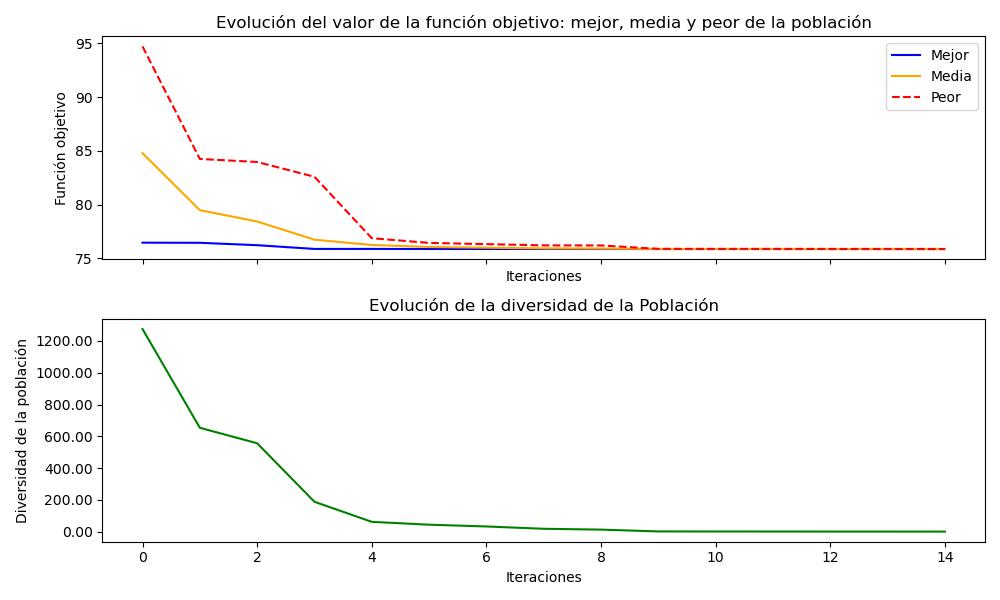 Evolución del valor de la función objetivo: mejor, media y peor de la población
Función objetivo
95
90
85
80
75
Mejor
Media
Peor
Iteraciones
Evolución de la diversidad de la Población
Diversidad de la población
1200.00
1000.00
800.00
600.00
400.00
200.00
0.00
0 2 4 6 8 10 12 14
Iteraciones